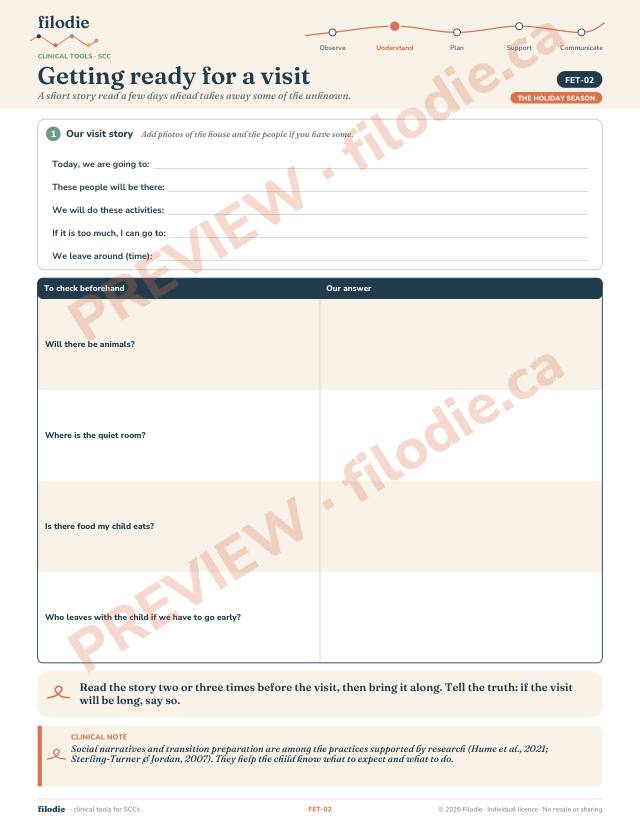 filodie
CLINICAL TOOLS · SCC
Observe
Understand
Plan
Support
Communicate
Getting ready for a visit
A short story read a few days ahead takes away some of the unknown.
FET-02
THE HOLIDAY SEASON
1 Our visit story Add photos of the house and the people if you have some.
Today, we are going to:
These people will be there:
We will do these activities:
If it is too much, I can go to:
We leave around (time):
To check beforehand Our answer
Will there be animals?
Where is the quiet room?
Is there food my child eats?
Who leaves with the child if we have to go early?
PREVIEW · filodie.ca
PREVIEW · filodie.ca
Read the story two or three times before the visit, then bring it along. Tell the truth: if the visit
will be long, say so.
CLINICAL NOTE
Social narratives and transition preparation are among the practices supported by research (Hume et al., 2021;
Sterling-Turner & Jordan, 2007). They help the child know what to expect and what to do.
filodie · clinical tools for SCCs FET-02 © 2026 Filodie · Individual licence · No resale or sharing